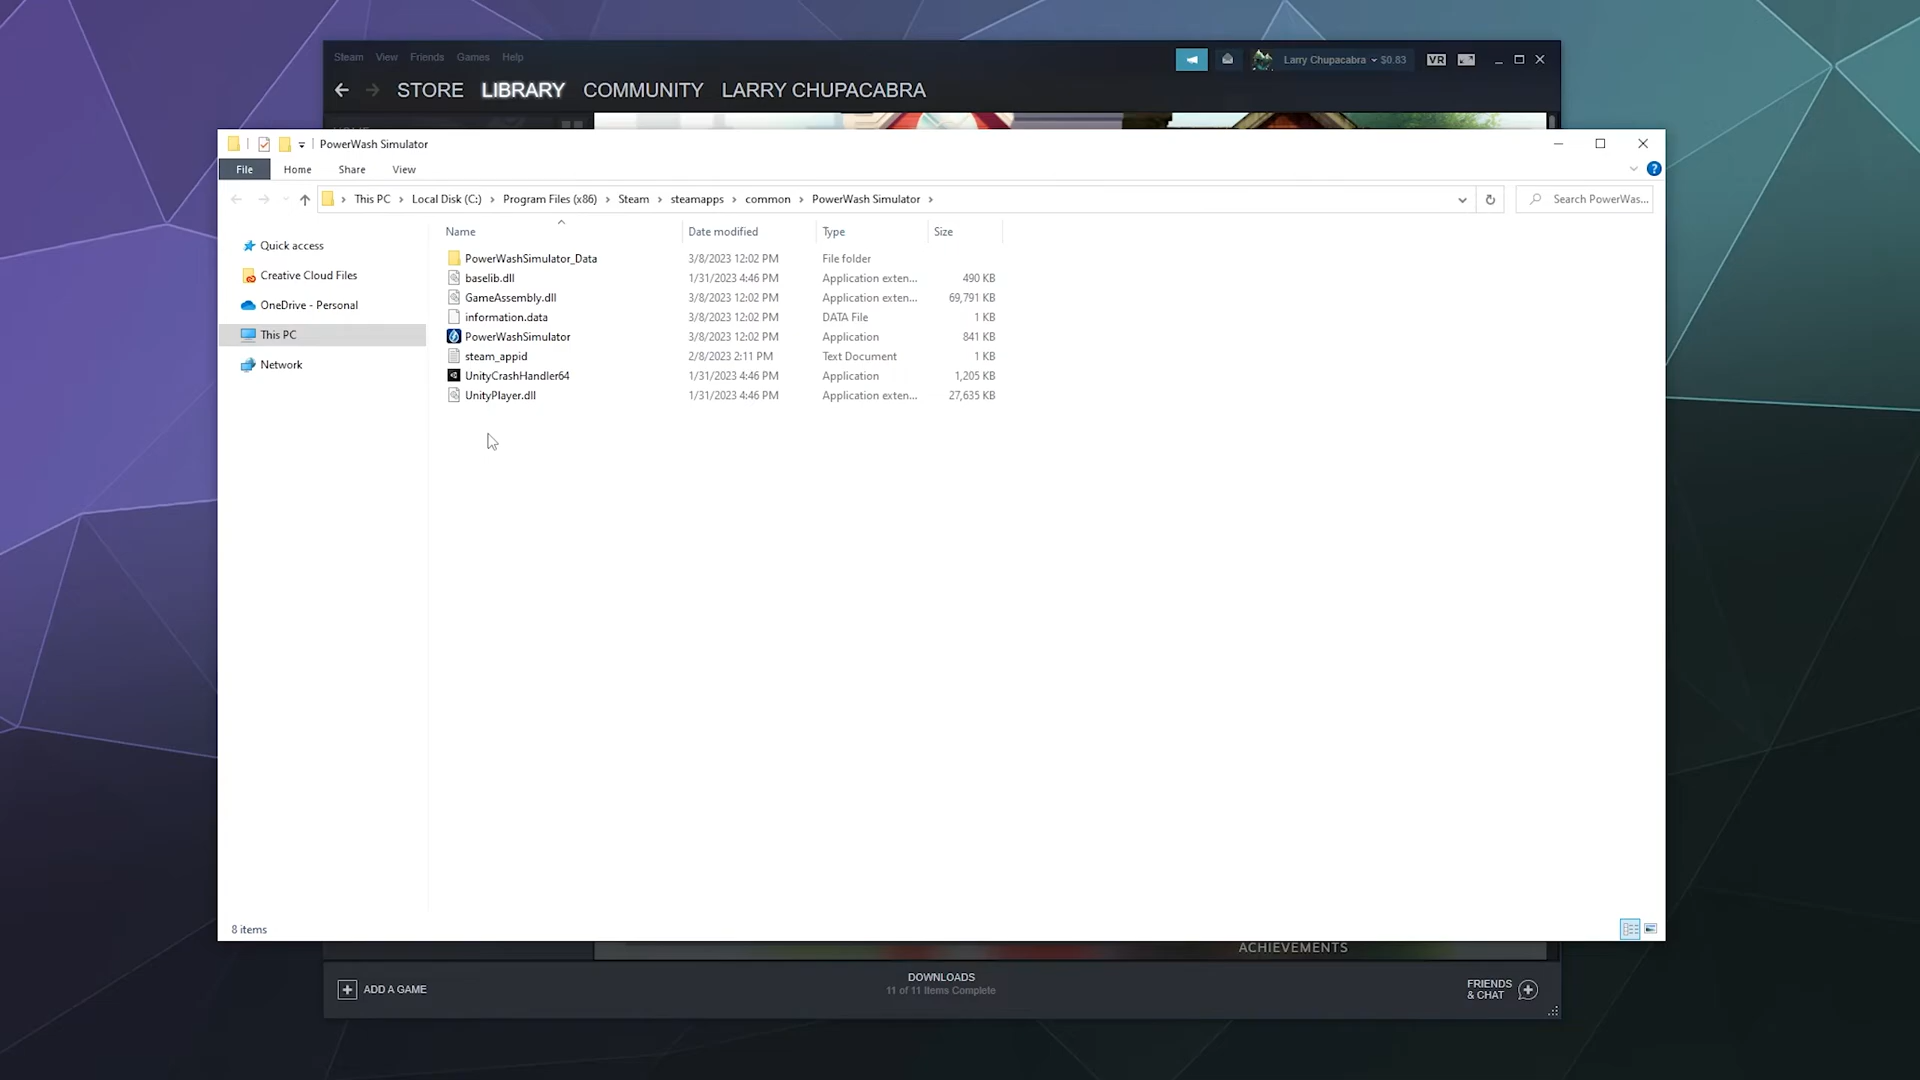 Steam View Friends Games Help
Larry Chupacabra $0.83 VR
STORE LIBRARY COMMUNITY LARRY CHUPACABRA
PowerWash Simulator
File Home Share View
This PC Local Disk (C:) Program Files (x86) Steam steamapps common PowerWash Simulator Search PowerWas...
Name Date modified Type Size
Quick access
Creative Cloud Files
OneDrive - Personal
This PC
Network
PowerWashSimulator_Data 3/8/2023 12:02 PM File folder
baselib.dll 1/31/2023 4:46 PM Application exten... 490 KB
GameAssembly.dll 3/8/2023 12:02 PM Application exten... 69,791 KB
information.data 3/8/2023 12:02 PM DATA File 1 KB
PowerWashSimulator 3/8/2023 12:02 PM Application 841 KB
steam_appid 2/8/2023 2:11 PM Text Document 1 KB
UnityCrashHandler64 1/31/2023 4:46 PM Application 1,205 KB
UnityPlayer.dll 1/31/2023 4:46 PM Application exten... 27,635 KB
8 items
ACHIEVEMENTS
ADD A GAME
DOWNLOADS
11 of 11 Items Complete
FRIENDS
& CHAT